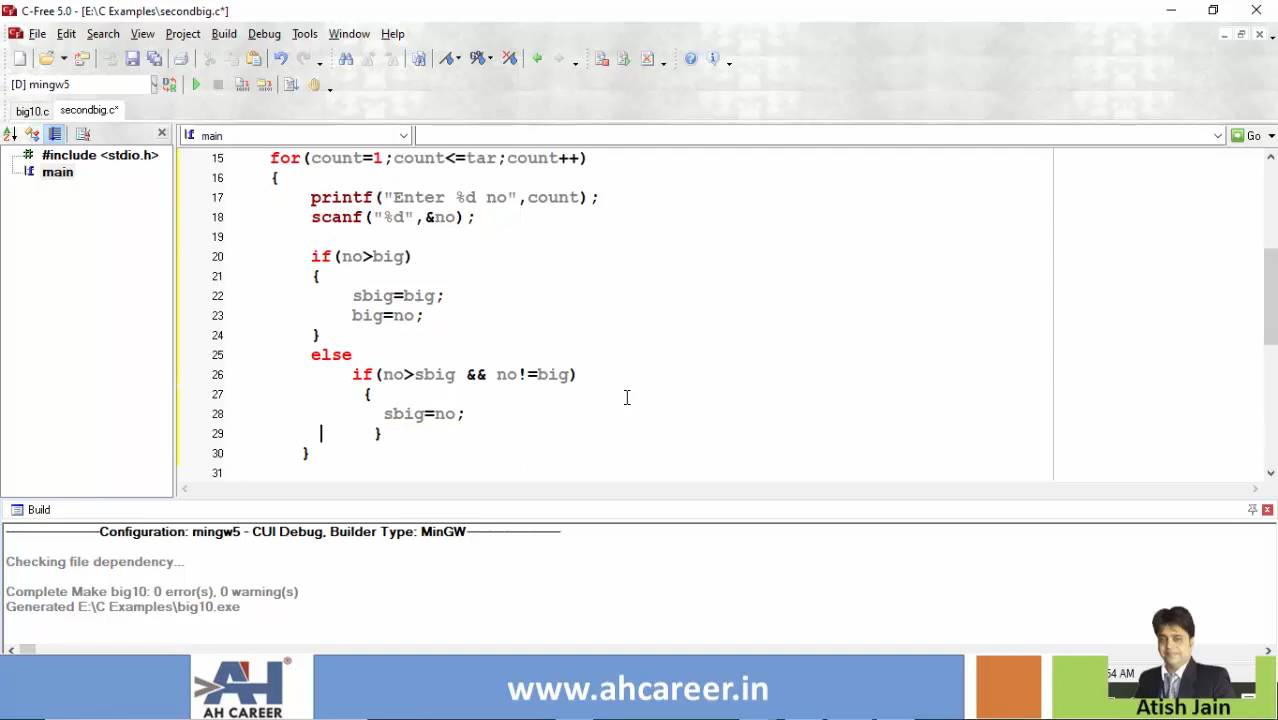 C-Free 5.0 - [E:\C Examples\secondbig.c*]
File Edit Search View Project Build Debug Tools Window Help
[D] mingw5
big10.c secondbig.c*
main
Go
#include <stdio.h>
main
15 for(count=1;count<=tar;count++)
16 {
17 printf("Enter %d no",count);
18 scanf("%d",&no);
19
20 if(no>big)
21 {
22 sbig=big;
23 big=no;
24 }
25 else
26 if(no>sbig && no!=big)
27 {
28 sbig=no;
29 }
30 }
31
Build
Configuration: mingw5 - CUI Debug, Builder Type: MinGW
Checking file dependency...
Complete Make big10: 0 error(s), 0 warning(s)
Generated E:\C Examples\big10.exe
54 AM
AH CAREER
www.ahcareer.in
Atish Jain